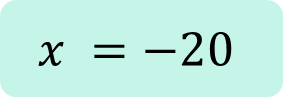 x = −20